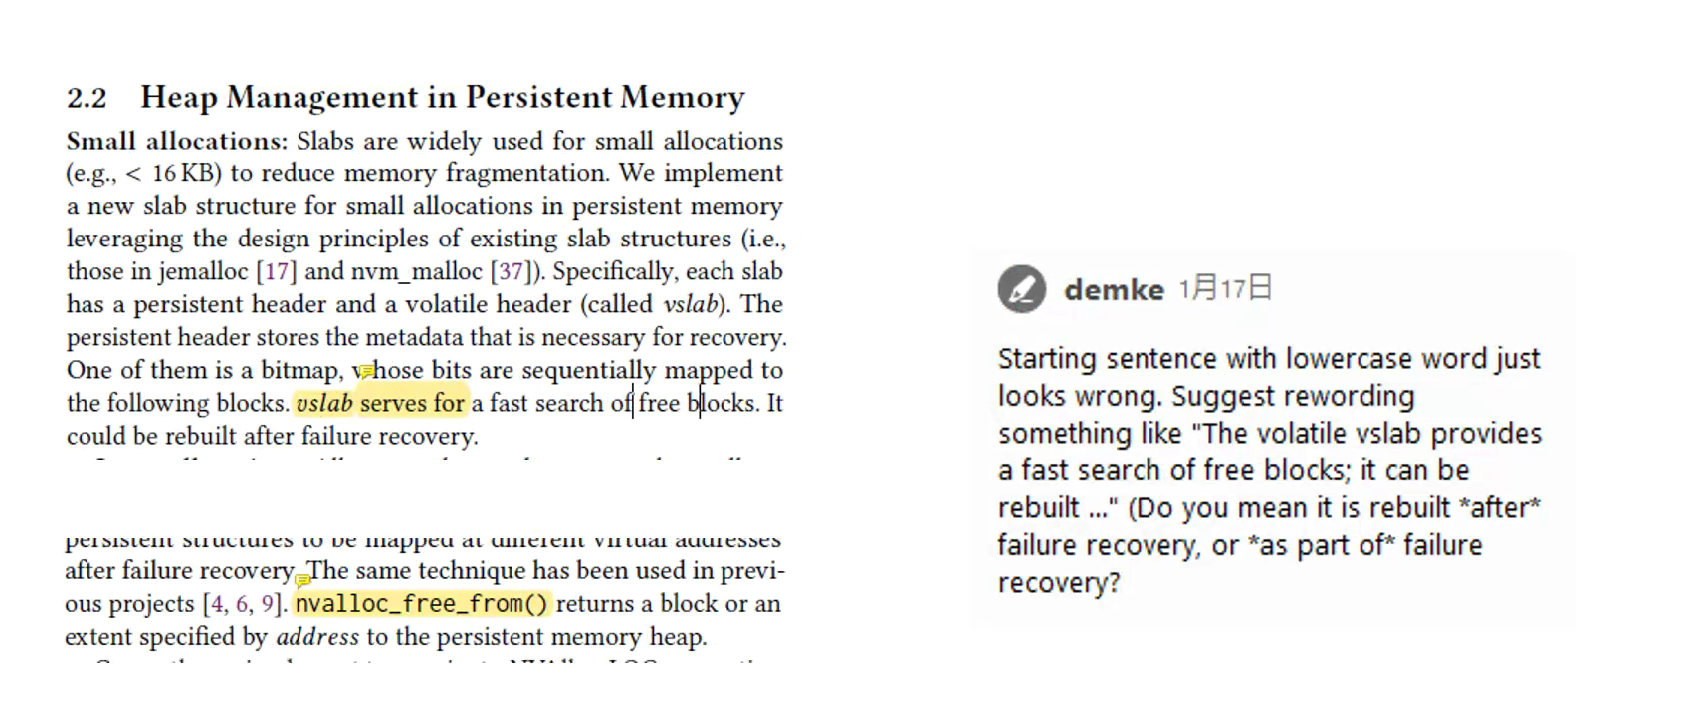 2.2 Heap Management in Persistent Memory
Small allocations: Slabs are widely used for small allocations
(e.g., < 16 KB) to reduce memory fragmentation. We implement
a new slab structure for small allocations in persistent memory
leveraging the design principles of existing slab structures (i.e.,
those in jemalloc [17] and nvm_malloc [37]). Specifically, each slab
has a persistent header and a volatile header (called vslab). The
persistent header stores the metadata that is necessary for recovery.
One of them is a bitmap, whose bits are sequentially mapped to
the following blocks. vslab serves for a fast search of free blocks. It
could be rebuilt after failure recovery.
persistent structures to be mapped at different virtual addresses
after failure recovery. The same technique has been used in previ-
ous projects [4, 6, 9]. nvalloc_free_from() returns a block or an
extent specified by address to the persistent memory heap.
demke 1月17日
Starting sentence with lowercase word just
looks wrong. Suggest rewording
something like "The volatile vslab provides
a fast search of free blocks; it can be
rebuilt ..." (Do you mean it is rebuilt *after*
failure recovery, or *as part of* failure
recovery?